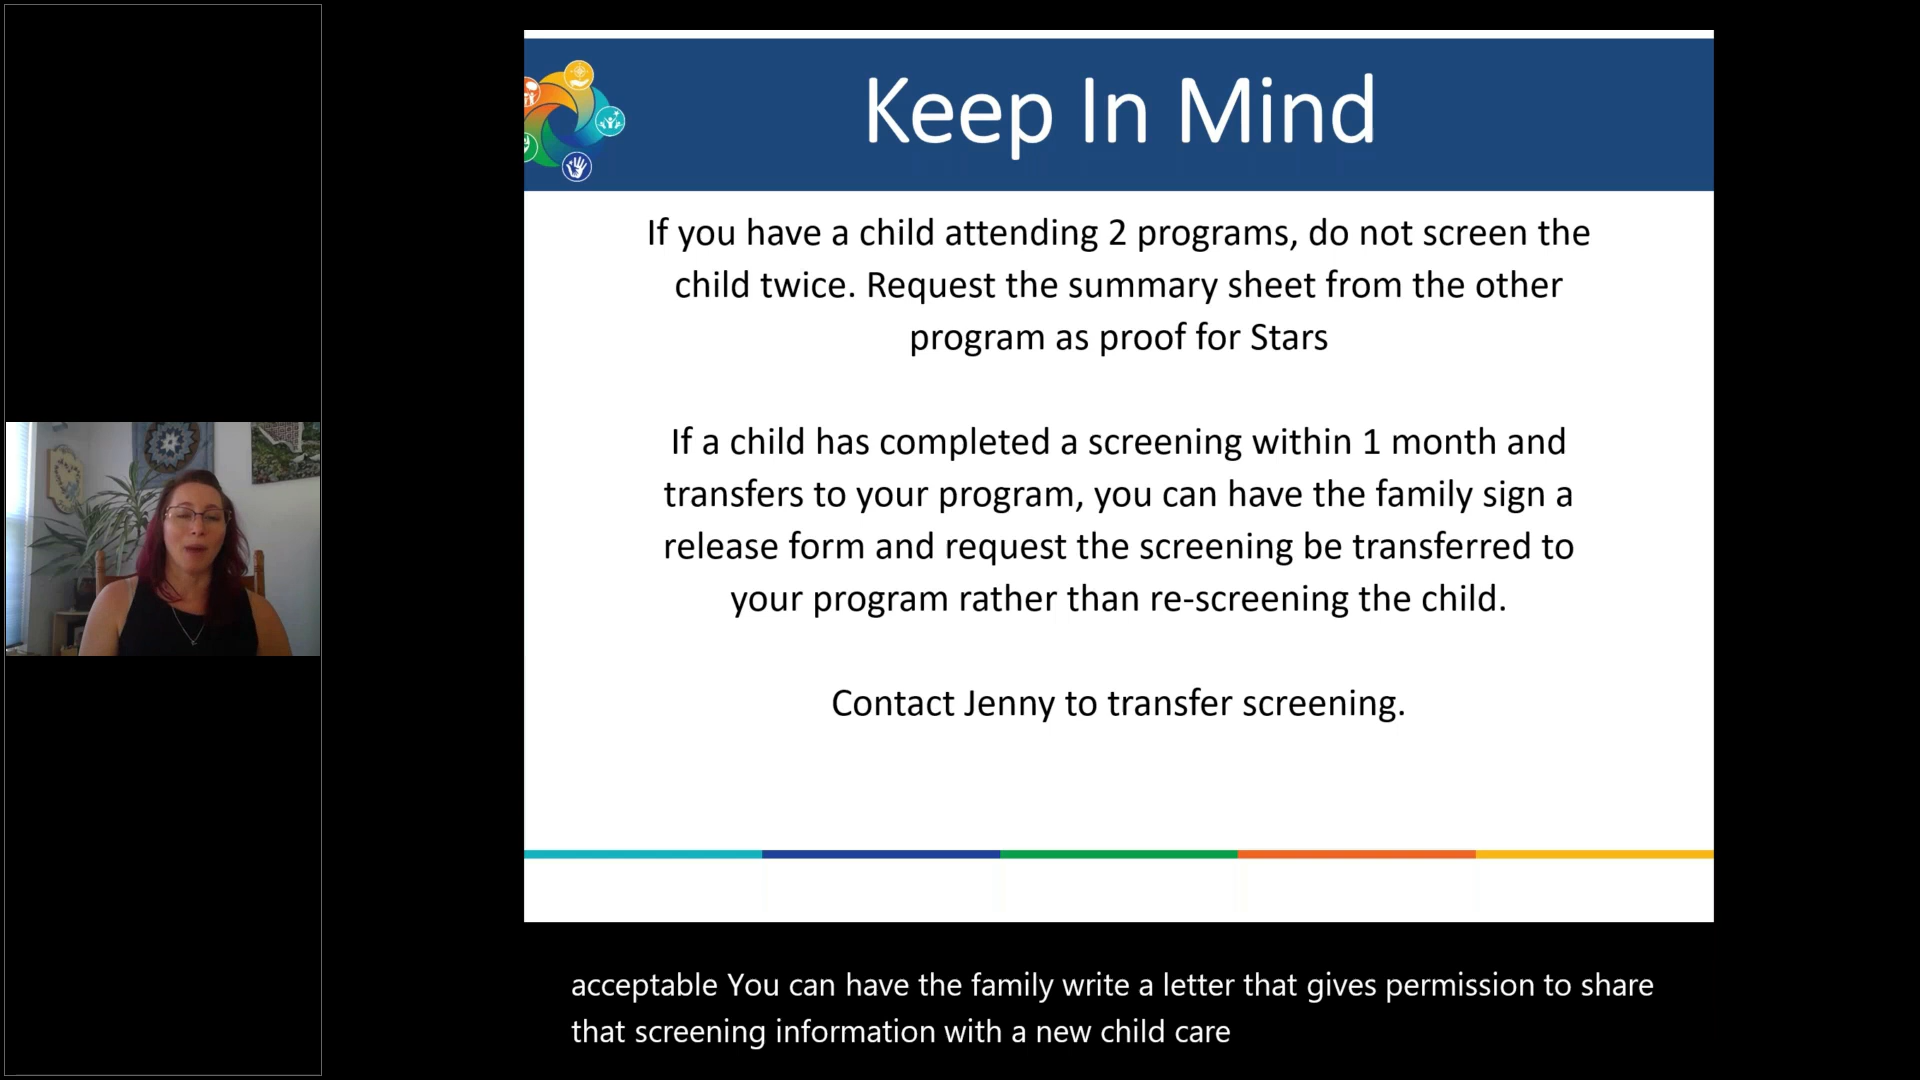 Keep In Mind
If you have a child attending 2 programs, do not screen the
child twice. Request the summary sheet from the other
program as proof for Stars
If a child has completed a screening within 1 month and
transfers to your program, you can have the family sign a
release form and request the screening be transferred to
your program rather than re-screening the child.
Contact Jenny to transfer screening.
acceptable You can have the family write a letter that gives permission to share
that screening information with a new child care